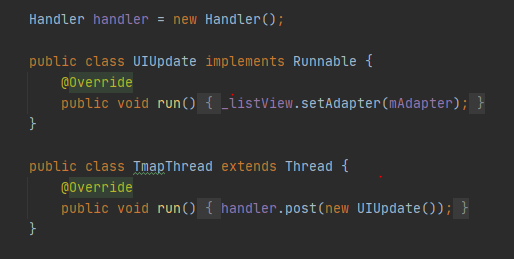 Handler handler = new Handler();
public class UIUpdate implements Runnable {
@Override
public void run() { _listView.setAdapter(mAdapter); }
}
public class TmapThread extends Thread {
@Override
public void run() { handler.post(new UIUpdate()); }
}